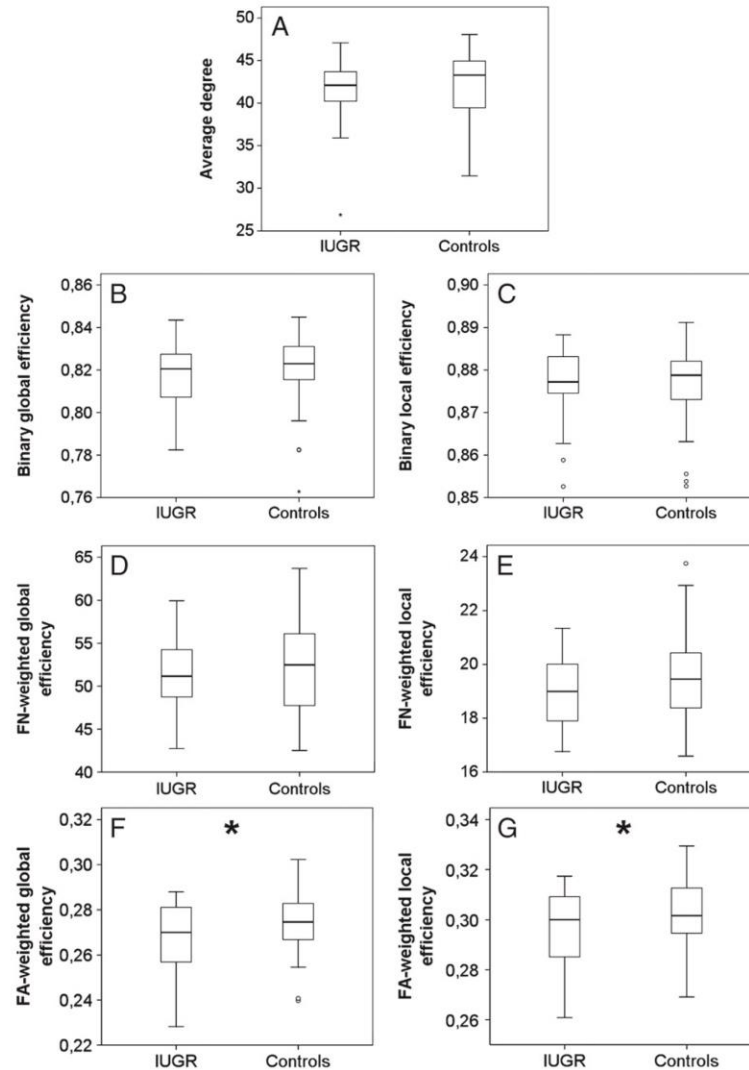 A
Average degree
50
45
40
35
30
25
*
IUGR Controls
B
Binary global efficiency
0,86
0,84
0,82
0,80
0,78
0,76
*
IUGR Controls
C
Binary local efficiency
0,90
0,89
0,88
0,87
0,86
0,85
IUGR Controls
D
FN-weighted global
efficiency
65
60
55
50
45
40
IUGR Controls
E
FN-weighted local
efficiency
24
22
20
18
16
IUGR Controls
F
*
FA-weighted global
efficiency
0,32
0,30
0,28
0,26
0,24
0,22
IUGR Controls
G
*
FA-weighted local
efficiency
0,34
0,32
0,30
0,28
0,26
IUGR Controls